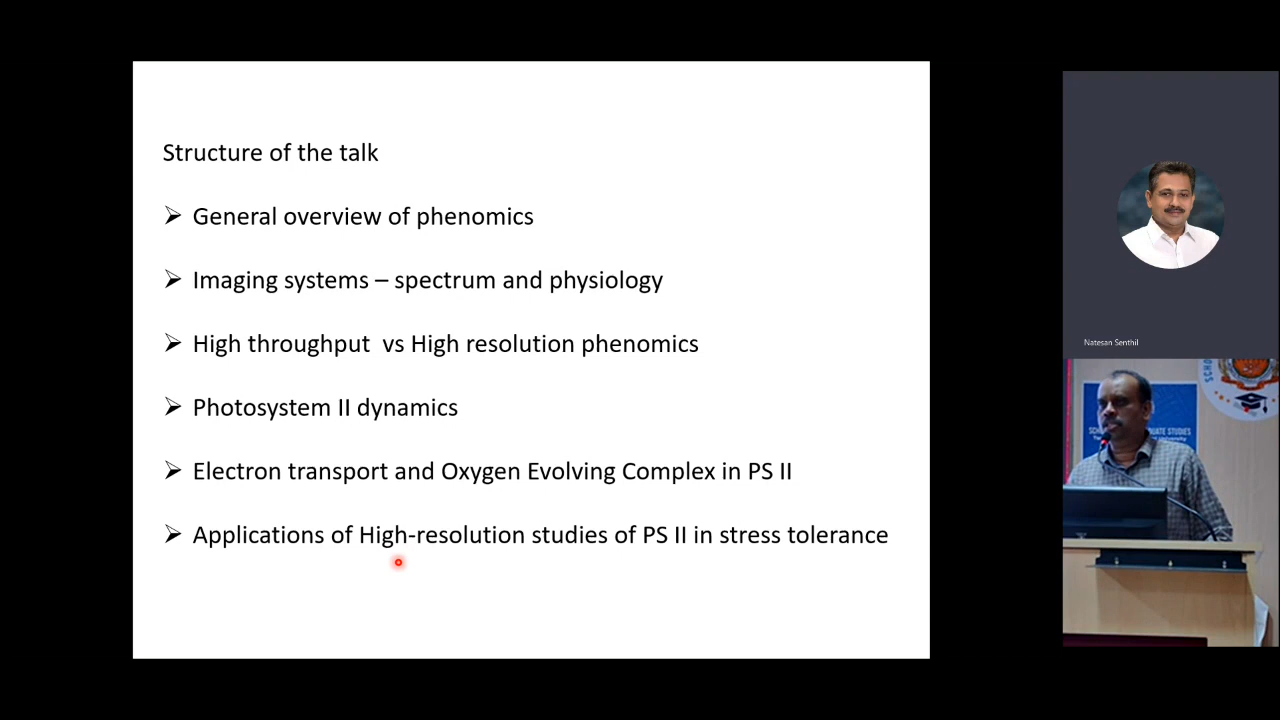 Structure of the talk
➢ General overview of phenomics
➢ Imaging systems – spectrum and physiology
➢ High throughput  vs High resolution phenomics
➢ Photosystem II dynamics
➢ Electron transport and Oxygen Evolving Complex in PS II
➢ Applications of High-resolution studies of PS II in stress tolerance
Natesan Senthil